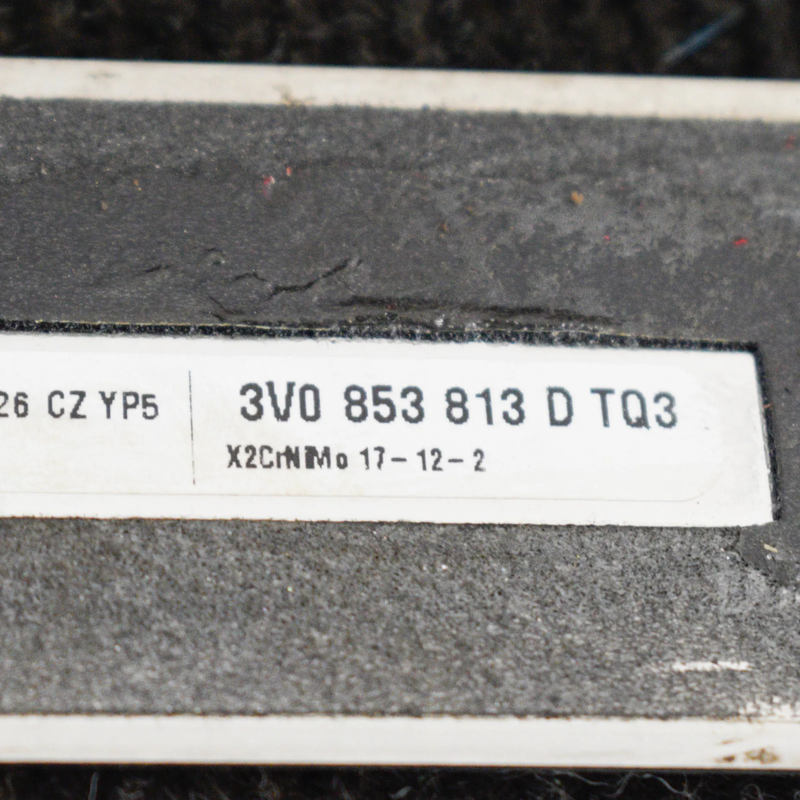 26 CZ YP5
3V0 853 813 D TQ3
X2CrNiMo 17-12-2